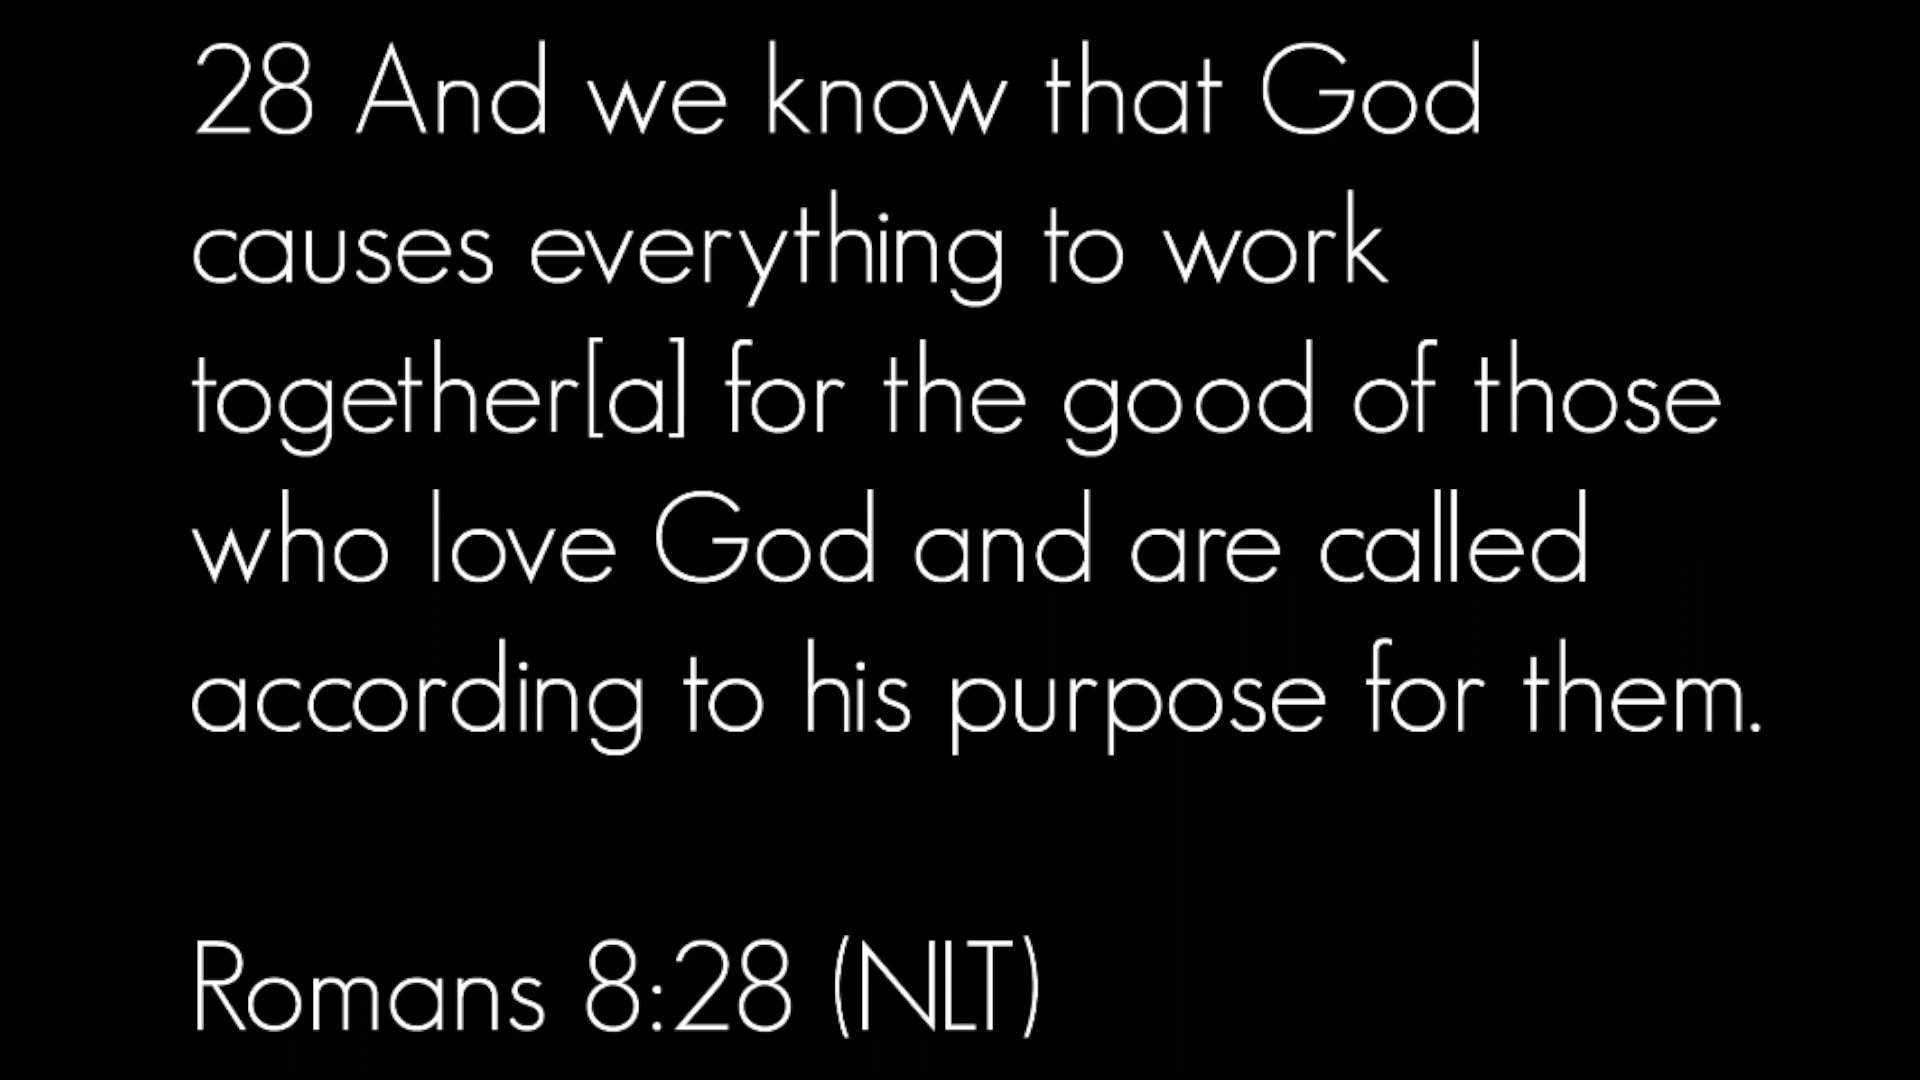 28 And we know that God
causes everything to work
together[a] for the good of those
who love God and are called
according to his purpose for them.
Romans 8:28 (NLT)